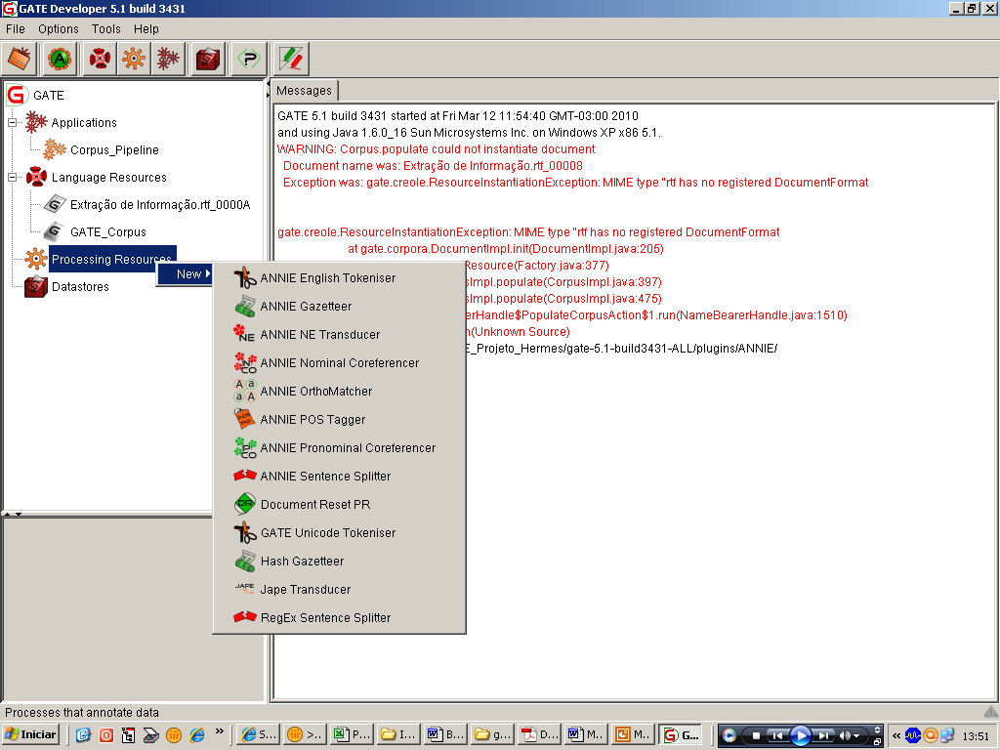 GATE Developer 5.1 build 3431
File Options Tools Help
GATE
Applications
Corpus_Pipeline
Language Resources
Extração de Informação.rtf_0000A
GATE_Corpus
Processing Resources
Datastores
New
ANNIE English Tokeniser
ANNIE Gazetteer
ANNIE NE Transducer
ANNIE Nominal Coreferencer
ANNIE OrthoMatcher
ANNIE POS Tagger
ANNIE Pronominal Coreferencer
ANNIE Sentence Splitter
Document Reset PR
GATE Unicode Tokeniser
Hash Gazetteer
Jape Transducer
RegEx Sentence Splitter
Messages
GATE 5.1 build 3431 started at Fri Mar 12 11:54:40 GMT-03:00 2010
and using Java 1.6.0_16 Sun Microsystems Inc. on Windows XP x86 5.1.
WARNING: Corpus.populate could not instantiate document
Document name was: Extração de Informação.rtf_00008
Exception was: gate.creole.ResourceInstantiationException: MIME type "rtf has no registered DocumentFormat
gate.creole.ResourceInstantiationException: MIME type "rtf has no registered DocumentFormat
at gate.corpora.DocumentImpl.init(DocumentImpl.java:205)
Resource(Factory.java:377)
sImpl.populate(CorpusImpl.java:397)
sImpl.populate(CorpusImpl.java:475)
erHandle$PopulateCorpusAction$1.run(NameBearerHandle.java:1510)
n(Unknown Source)
E_Projeto_Hermes/gate-5.1-build3431-ALL/plugins/ANNIE/
Processes that annotate data
Iniciar » S... >... P... I... B... g... D... M... M... G... « 13:51